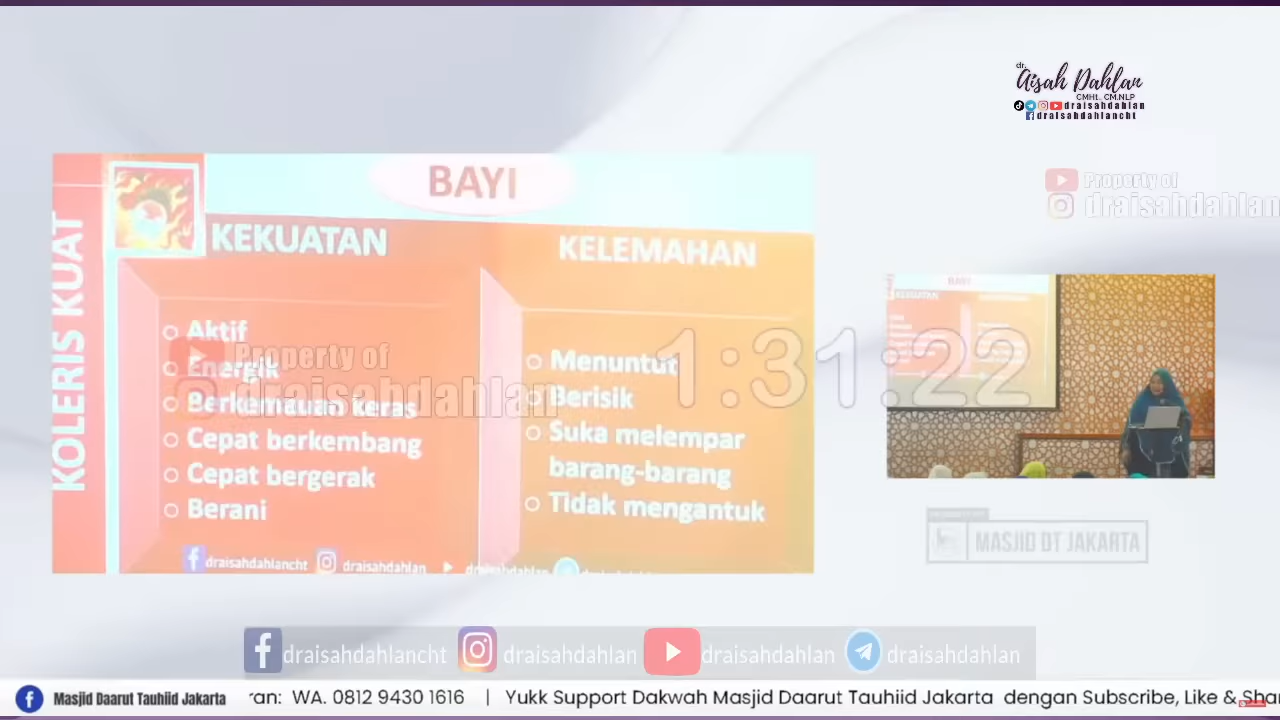 dr.
Aisah Dahlan
CMHt, CM.NLP
draisahdahlan
draisahdahlancht
Property of
draisahdahlan
BAYI
KOLERIS KUAT
KEKUATAN
Aktif
Energik
Berkemauan keras
Cepat berkembang
Cepat bergerak
Berani
KELEMAHAN
Menuntut
Berisik
Suka melempar
barang-barang
Tidak mengantuk
Property of
draisahdahlan
1:31:22
draisahdahlancht draisahdahlan draisahdahlan
BAYI
KEKUATAN
MASJID DT JAKARTA
draisahdahlancht draisahdahlan draisahdahlan draisahdahlan
Masjid Daarut Tauhiid Jakarta ran: WA. 0812 9430 1616 | Yukk Support Dakwah Masjid Daarut Tauhiid Jakarta dengan Subscribe, Like & Shar